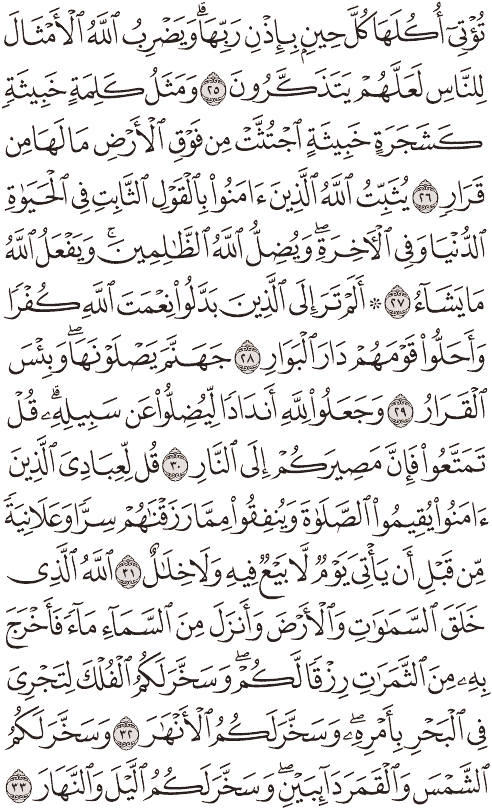 تُؤْتِىٓ أُكُلَهَا كُلَّ حِينٍۭ بِإِذْنِ رَبِّهَا ۗ وَيَضْرِبُ ٱللَّهُ ٱلْأَمْثَالَ
لِلنَّاسِ لَعَلَّهُمْ يَتَذَكَّرُونَ ٢٥ وَمَثَلُ كَلِمَةٍ خَبِيثَةٍ
كَشَجَرَةٍ خَبِيثَةٍ ٱجْتُثَّتْ مِن فَوْقِ ٱلْأَرْضِ مَا لَهَا مِن
قَرَارٍ ٢٦ يُثَبِّتُ ٱللَّهُ ٱلَّذِينَ ءَامَنُوا۟ بِٱلْقَوْلِ ٱلثَّابِتِ فِى ٱلْحَيَوٰةِ
ٱلدُّنْيَا وَفِى ٱلْءَاخِرَةِ ۖ وَيُضِلُّ ٱللَّهُ ٱلظَّٰلِمِينَ ۚ وَيَفْعَلُ ٱللَّهُ
مَا يَشَآءُ ٢٧ ۞ أَلَمْ تَرَ إِلَى ٱلَّذِينَ بَدَّلُوا۟ نِعْمَتَ ٱللَّهِ كُفْرًا
وَأَحَلُّوا۟ قَوْمَهُمْ دَارَ ٱلْبَوَارِ ٢٨ جَهَنَّمَ يَصْلَوْنَهَا ۖ وَبِئْسَ
ٱلْقَرَارُ ٢٩ وَجَعَلُوا۟ لِلَّهِ أَندَادًا لِّيُضِلُّوا۟ عَن سَبِيلِهِۦ ۗ قُلْ
تَمَتَّعُوا۟ فَإِنَّ مَصِيرَكُمْ إِلَى ٱلنَّارِ ٣٠ قُل لِّعِبَادِىَ ٱلَّذِينَ
ءَامَنُوا۟ يُقِيمُوا۟ ٱلصَّلَوٰةَ وَيُنفِقُوا۟ مِمَّا رَزَقْنَٰهُمْ سِرًّا وَعَلَانِيَةً
مِّن قَبْلِ أَن يَأْتِىَ يَوْمٌ لَّا بَيْعٌ فِيهِ وَلَا خِلَٰلٌ ٣١ ٱللَّهُ ٱلَّذِى
خَلَقَ ٱلسَّمَٰوَٰتِ وَٱلْأَرْضَ وَأَنزَلَ مِنَ ٱلسَّمَآءِ مَآءً فَأَخْرَجَ
بِهِۦ مِنَ ٱلثَّمَرَٰتِ رِزْقًا لَّكُمْ ۖ وَسَخَّرَ لَكُمُ ٱلْفُلْكَ لِتَجْرِىَ
فِى ٱلْبَحْرِ بِأَمْرِهِۦ ۖ وَسَخَّرَ لَكُمُ ٱلْأَنْهَٰرَ ٣٢ وَسَخَّرَ لَكُمُ
ٱلشَّمْسَ وَٱلْقَمَرَ دَآئِبَيْنِ ۖ وَسَخَّرَ لَكُمُ ٱلَّيْلَ وَٱلنَّهَارَ ٣٣